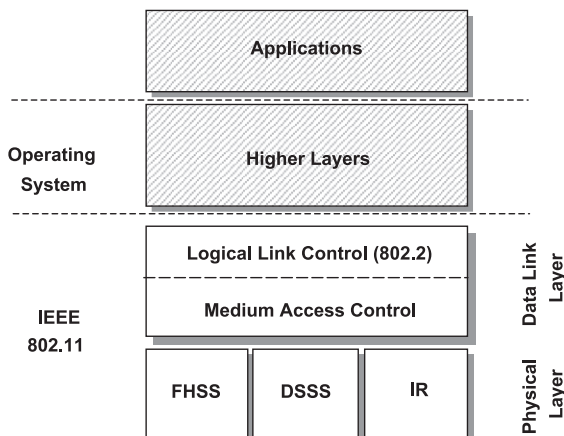 Applications
Operating
System
Higher Layers
Logical Link Control (802.2)
Medium Access Control
Data Link
Layer
IEEE
802.11
FHSS
DSSS
IR
Physical
Layer